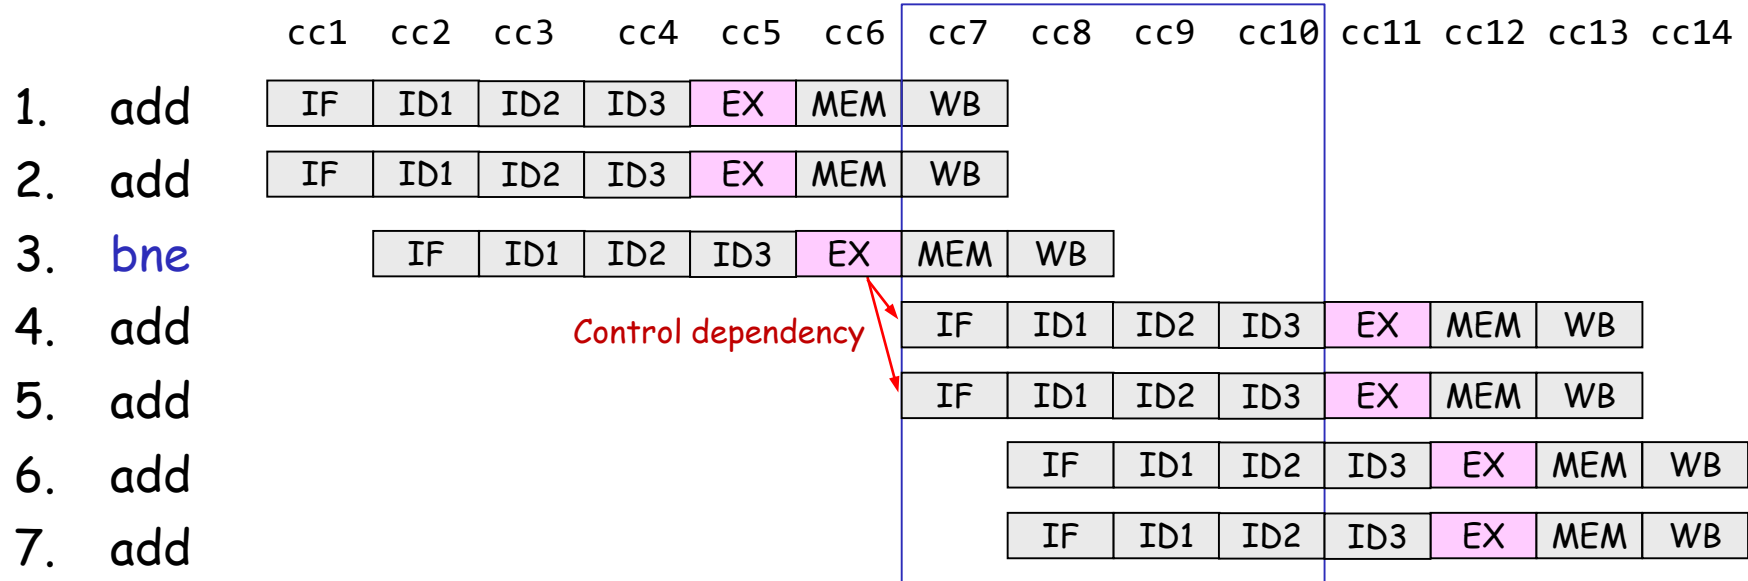 cc1 cc2 cc3 cc4 cc5 cc6 cc7 cc8 cc9 cc10 cc11 cc12 cc13 cc14
1. add IF ID1 ID2 ID3 EX MEM WB
2. add IF ID1 ID2 ID3 EX MEM WB
3. bne IF ID1 ID2 ID3 EX MEM WB
4. add IF ID1 ID2 ID3 EX MEM WB
Control dependency
5. add IF ID1 ID2 ID3 EX MEM WB
6. add IF ID1 ID2 ID3 EX MEM WB
7. add IF ID1 ID2 ID3 EX MEM WB